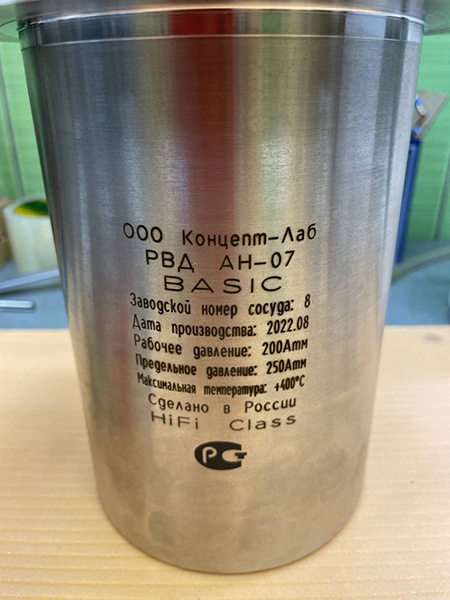 ООО Концепт-Лаб
РВД АН-07
BASIC
Заводской номер сосуда: 8
Дата производства: 2022.08
Рабочее давление: 200Атм
Предельное давление: 250Атм
Максимальная температура: +400°С
Сделано в России
HiFi Class
РСТ